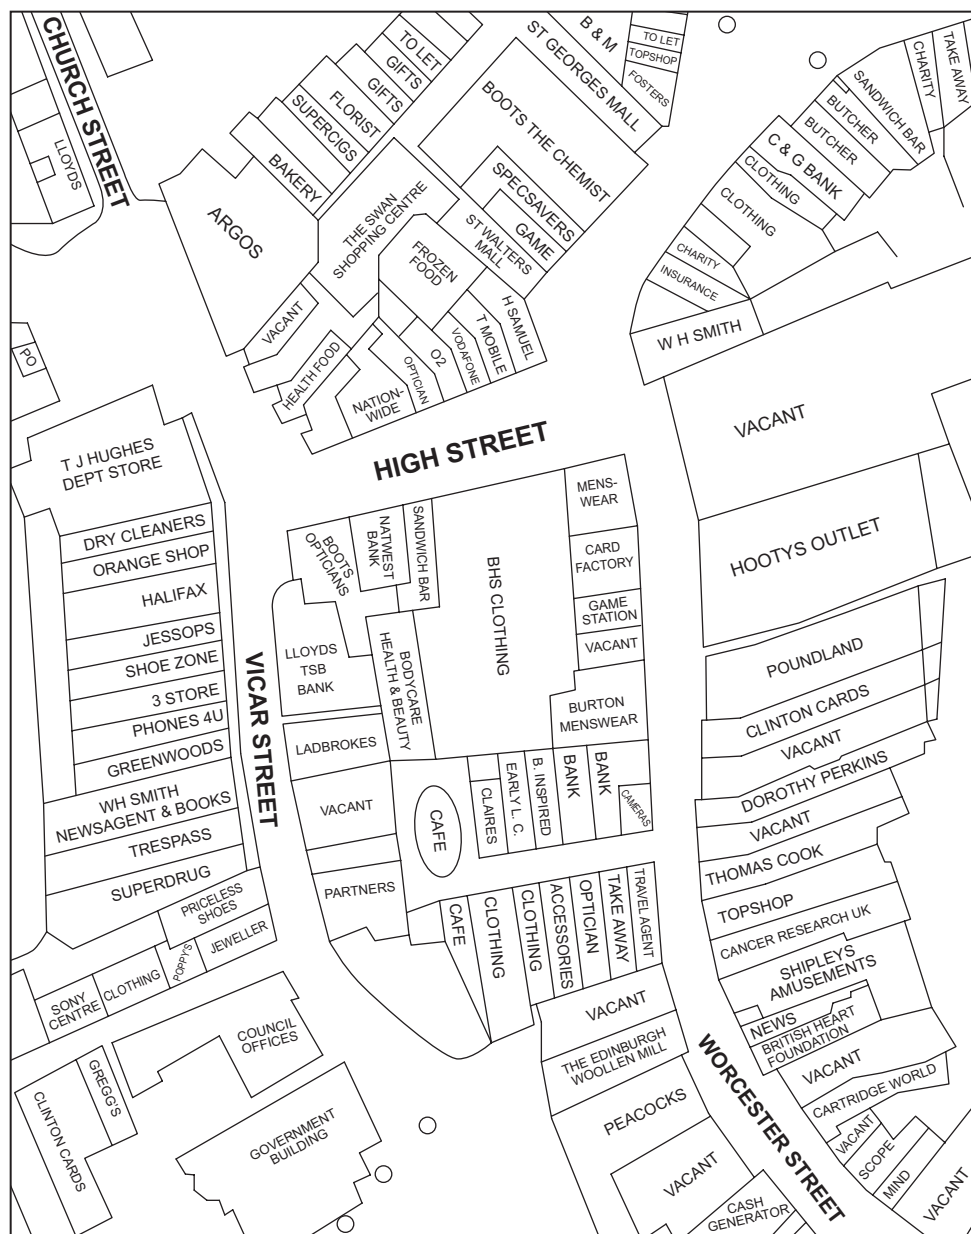 CHURCH STREET
LLOYDS
PO
ARGOS
BAKERY
SUPERCIGS
FLORIST
GIFTS
GIFTS
TO LET
VACANT
HEALTH FOOD
THE SWAN
SHOPPING CENTRE
FROZEN
FOOD
NATION-
WIDE
OPTICIAN
O2
VODAFONE
T MOBILE
H SAMUEL
ST WALTERS
MALL
GAME
SPECSAVERS
BOOTS THE CHEMIST
ST GEORGES MALL
B & M
TO LET
TOPSHOP
FOSTERS
TAKE AWAY
CHARITY
SANDWICH BAR
BUTCHER
BUTCHER
C & G BANK
CLOTHING
CLOTHING
CHARITY
INSURANCE
W H SMITH
VACANT
HOOTYS OUTLET
HIGH STREET
T J HUGHES
DEPT STORE
DRY CLEANERS
ORANGE SHOP
HALIFAX
JESSOPS
SHOE ZONE
3 STORE
PHONES 4U
GREENWOODS
WH SMITH
NEWSAGENT & BOOKS
TRESPASS
SUPERDRUG
PRICELESS
SHOES
JEWELLER
POPPY'S
CLOTHING
SONY
CENTRE
VICAR STREET
BOOTS
OPTICIANS
NATWEST
BANK
SANDWICH BAR
BHS CLOTHING
MENS-
WEAR
CARD
FACTORY
GAME
STATION
VACANT
BURTON
MENSWEAR
LLOYDS
TSB
BANK
BODYCARE
HEALTH & BEAUTY
LADBROKES
VACANT
PARTNERS
CAFE
CLAIRES
EARLY L. C.
B. INSPIRED
BANK
BANK
CAMERAS
CAFE
CLOTHING
CLOTHING
ACCESSORIES
OPTICIAN
TAKE AWAY
TRAVEL AGENT
VACANT
THE EDINBURGH
WOOLLEN MILL
PEACOCKS
VACANT
CASH
GENERATOR
POUNDLAND
CLINTON CARDS
VACANT
DOROTHY PERKINS
VACANT
THOMAS COOK
TOPSHOP
CANCER RESEARCH UK
SHIPLEYS
AMUSEMENTS
NEWS
BRITISH HEART
FOUNDATION
VACANT
CARTRIDGE WORLD
VACANT
SCOPE
MIND
VACANT
WORCESTER STREET
COUNCIL
OFFICES
GREGG'S
CLINTON CARDS
GOVERNMENT
BUILDING